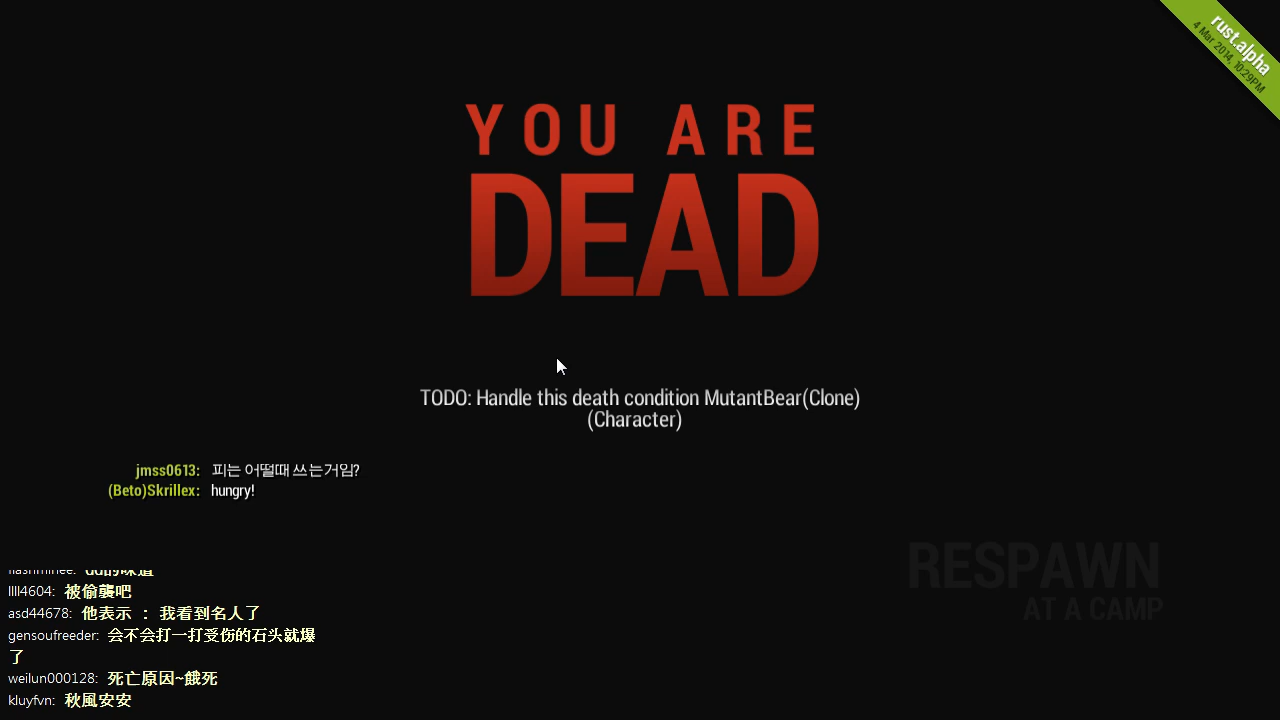 rust.alpha
4 Mar 2014, 10:29PM
YOU ARE
DEAD
TODO: Handle this death condition MutantBear(Clone)
(Character)
jmss0613: 피는 어떨때 쓰는거임?
(Beto)Skrillex: hungry!
RESPAWN
AT A CAMP
llll4604: 被偷襲吧
asd44678: 他表示 : 我看到名人了
gensoufreeder: 会不会打一打受伤的石头就爆
了
weilun000128: 死亡原因~餓死
kluyfvn: 秋風安安